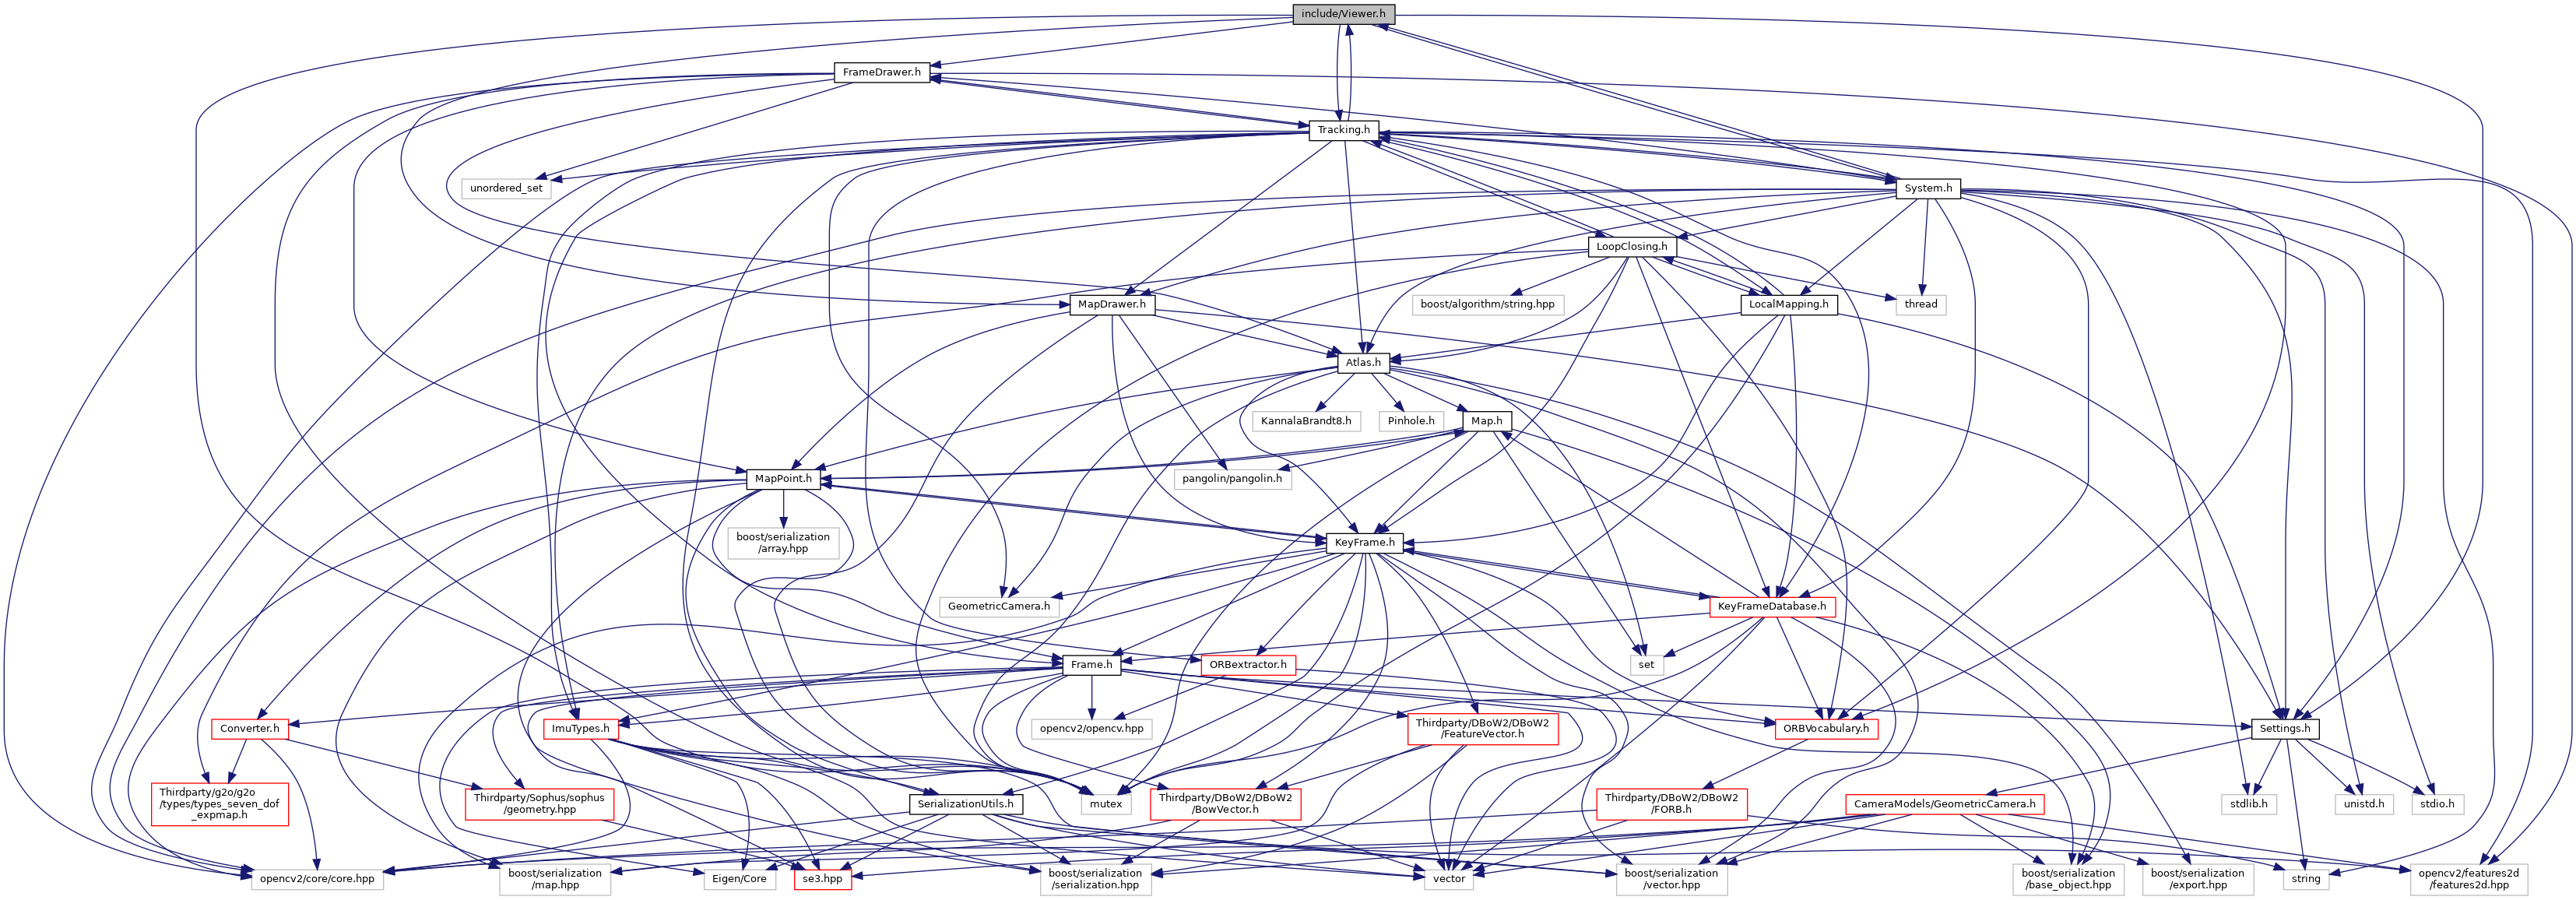 include/Viewer.h
FrameDrawer.h
Tracking.h
unordered_set
System.h
LoopClosing.h
MapDrawer.h
boost/algorithm/string.hpp
LocalMapping.h
thread
Atlas.h
KannalaBrandt8.h
Pinhole.h
Map.h
MapPoint.h
pangolin/pangolin.h
boost/serialization
/array.hpp
KeyFrame.h
GeometricCamera.h
KeyFrameDatabase.h
Frame.h
ORBextractor.h
set
Converter.h
ImuTypes.h
opencv2/opencv.hpp
Thirdparty/DBoW2/DBoW2
/FeatureVector.h
ORBVocabulary.h
Settings.h
Thirdparty/g2o/g2o
/types/types_seven_dof
_expmap.h
Thirdparty/Sophus/sophus
/geometry.hpp
SerializationUtils.h
mutex
Thirdparty/DBoW2/DBoW2
/BowVector.h
Thirdparty/DBoW2/DBoW2
/FORB.h
CameraModels/GeometricCamera.h
stdlib.h
unistd.h
stdio.h
opencv2/core/core.hpp
boost/serialization
/map.hpp
Eigen/Core
se3.hpp
boost/serialization
/serialization.hpp
vector
boost/serialization
/vector.hpp
boost/serialization
/base_object.hpp
boost/serialization
/export.hpp
string
opencv2/features2d
/features2d.hpp